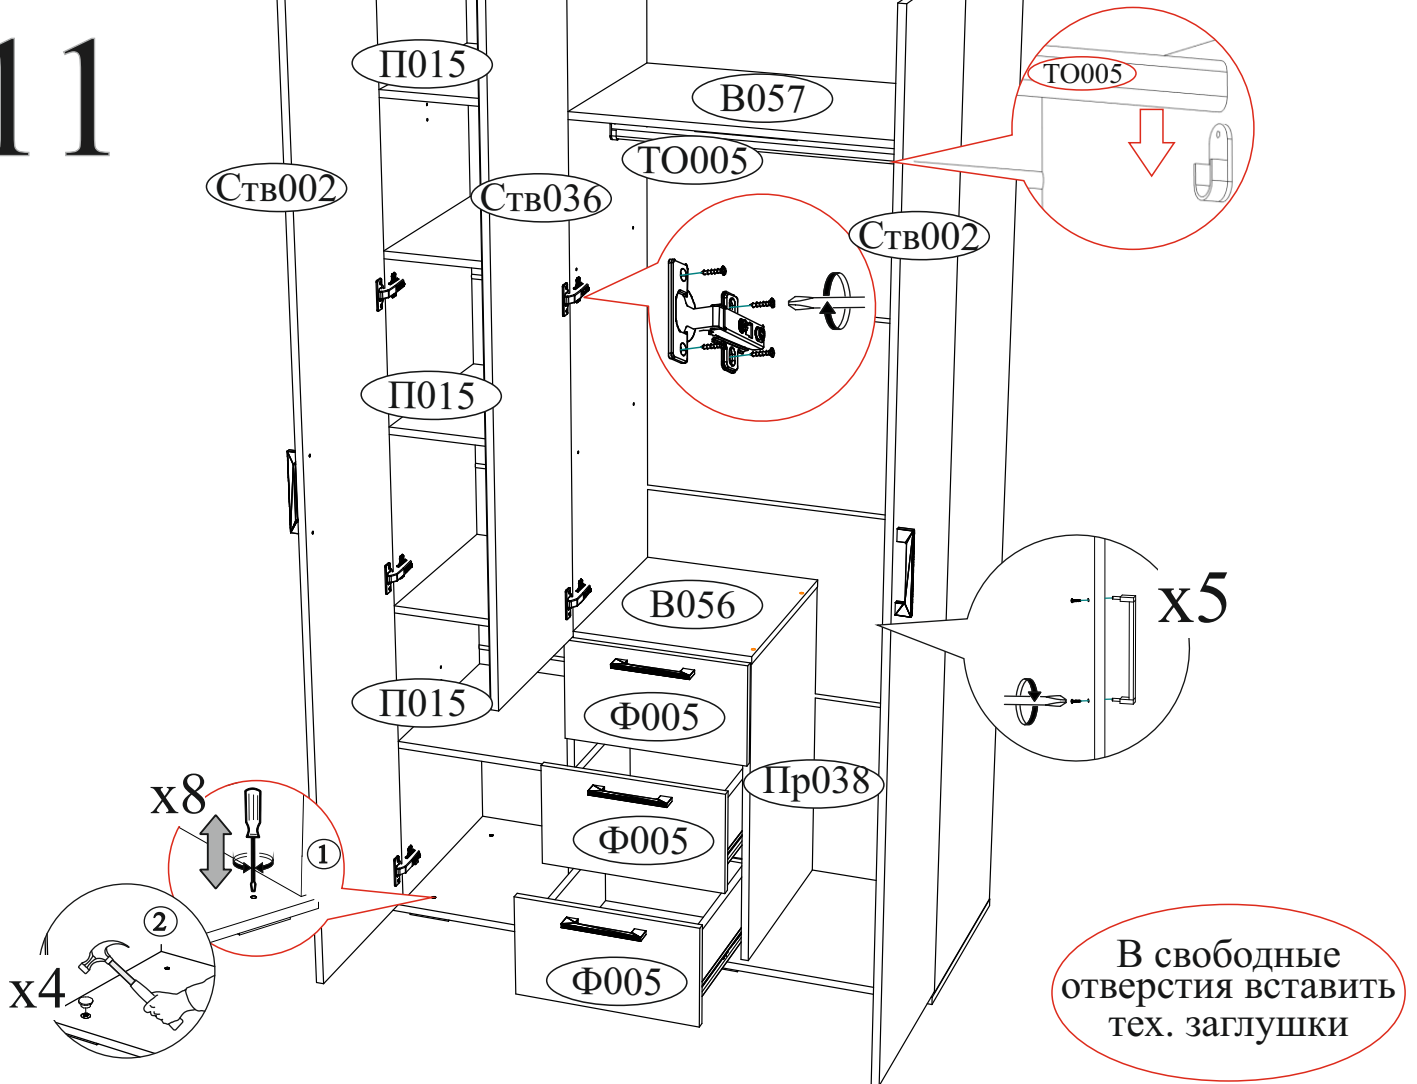 11
П015
В057
ТО005
ТО005
Ств002
Ств036
Ств002
П015
В056
x5
П015
Ф005
Пр038
x8
1
Ф005
2
x4
Ф005
В свободные
отверстия вставить
тех. заглушки